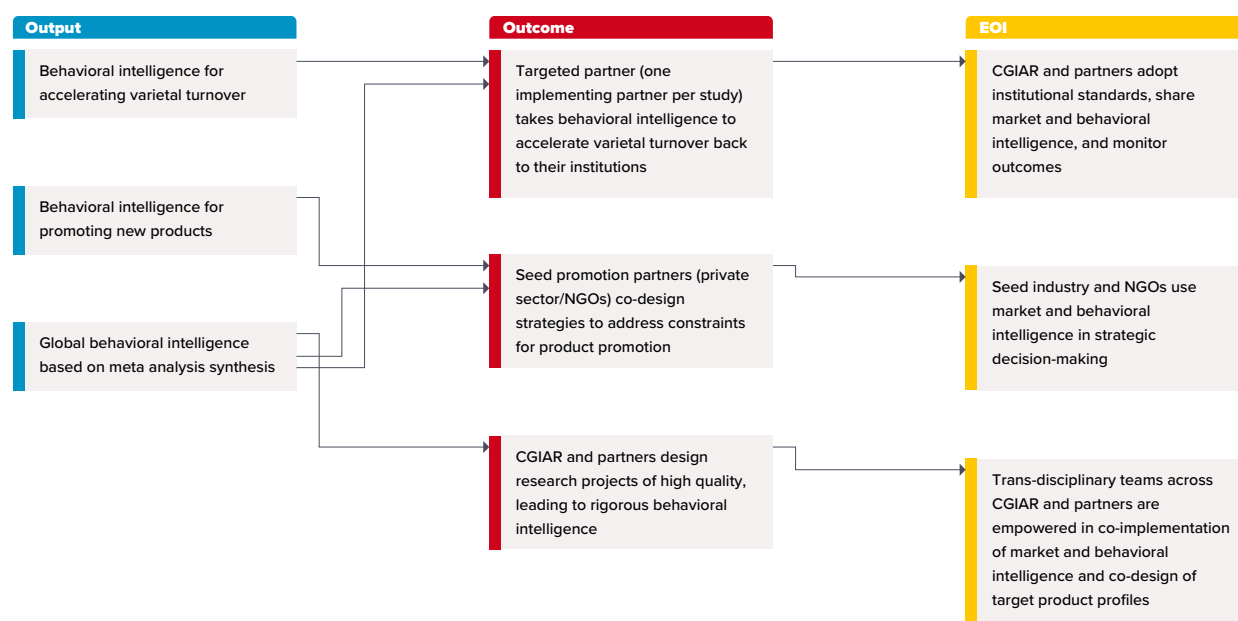 Output
Behavioral intelligence for
accelerating varietal turnover
Behavioral intelligence for
promoting new products
Global behavioral intelligence
based on meta analysis synthesis
Outcome
Targeted partner (one
implementing partner per study)
takes behavioral intelligence to
accelerate varietal turnover back
to their institutions
Seed promotion partners (private
sector/NGOs) co-design
strategies to address constraints
for product promotion
CGIAR and partners design
research projects of high quality,
leading to rigorous behavioral
intelligence
EOI
CGIAR and partners adopt
institutional standards, share
market and behavioral
intelligence, and monitor
outcomes
Seed industry and NGOs use
market and behavioral
intelligence in strategic
decision-making
Trans-disciplinary teams across
CGIAR and partners are
empowered in co-implementation
of market and behavioral
intelligence and co-design of
target product profiles